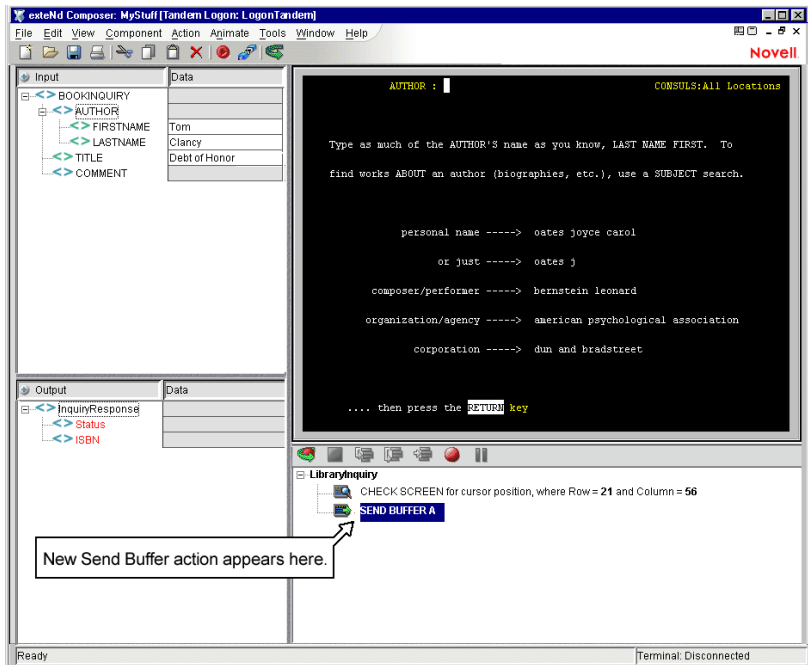 exteNd Composer: MyStuff [Tandem Logon: LogonTandem]
File Edit View Component Action Animate Tools Window Help
Novell.
Input Data
BOOKINQUIRY
AUTHOR
FIRSTNAME Tom
LASTNAME Clancy
TITLE Debt of Honor
COMMENT
AUTHOR : CONSULS:All Locations
Type as much of the AUTHOR'S name as you know, LAST NAME FIRST. To
find works ABOUT an author (biographies, etc.), use a SUBJECT search.
personal name -----> oates joyce carol
or just -----> oates j
composer/performer -----> bernstein leonard
organization/agency -----> american psychological association
corporation -----> dun and bradstreet
.... then press the RETURN key
Output Data
InquiryResponse
Status
ISBN
LibraryInquiry
CHECK SCREEN for cursor position, where Row = 21 and Column = 56
SEND BUFFER A
New Send Buffer action appears here.
Ready
Terminal: Disconnected